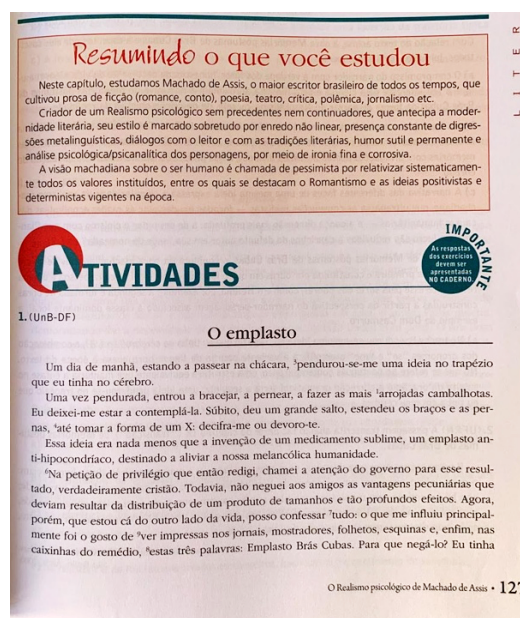 LITER
Resumindo o que você estudou
Neste capítulo, estudamos Machado de Assis, o maior escritor brasileiro de todos os tempos, que
cultivou prosa de ficção (romance, conto), poesia, teatro, crítica, polêmica, jornalismo etc.
Criador de um Realismo psicológico sem precedentes nem continuadores, que antecipa a moder-
nidade literária, seu estilo é marcado sobretudo por enredo não linear, presença constante de digres-
sões metalinguísticas, diálogos com o leitor e com as tradições literárias, humor sutil e permanente e
análise psicológica/psicanalítica dos personagens, por meio de ironia fina e corrosiva.
A visão machadiana sobre o ser humano é chamada de pessimista por relativizar sistematicamen-
te todos os valores instituídos, entre os quais se destacam o Romantismo e as ideias positivistas e
deterministas vigentes na época.
ATIVIDADES
IMPORTANTE
As respostas
dos exercícios
devem ser
apresentadas
NO CADERNO.
1. (UnB-DF)
O emplasto
Um dia de manhã, estando a passear na chácara, ³pendurou-se uma ideia no trapézio
que eu tinha no cérebro.
Uma vez pendurada, entrou a bracejar, a pernear, a fazer as mais ¹arrojadas cambalhotas.
Eu deixei-me estar a contemplá-la. Súbito, deu um grande salto, estendeu os braços e as per-
nas, ⁴até tomar a forma de um X: decifra-me ou devoro-te.
Essa ideia era nada menos que a invenção de um medicamento sublime, um emplasto an-
ti-hipocondríaco, destinado a aliviar a nossa melancólica humanidade.
⁶Na petição de privilégio que então redigi, chamei a atenção do governo para esse resul-
tado, verdadeiramente cristão. Todavia, não neguei aos amigos as vantagens pecuniárias que
deviam resultar da distribuição de um produto de tamanhos e tão profundos efeitos. Agora,
porém, que estou cá do outro lado da vida, posso confessar ⁷tudo: o que me influiu principal-
mente foi o gosto de ⁹ver impressas nos jornais, mostradores, folhetos, esquinas e, enfim, nas
caixinhas do remédio, ⁸estas três palavras: Emplasto Brás Cubas. Para que negá-lo? Eu tinha
O Realismo psicológico de Machado de Assis • 127